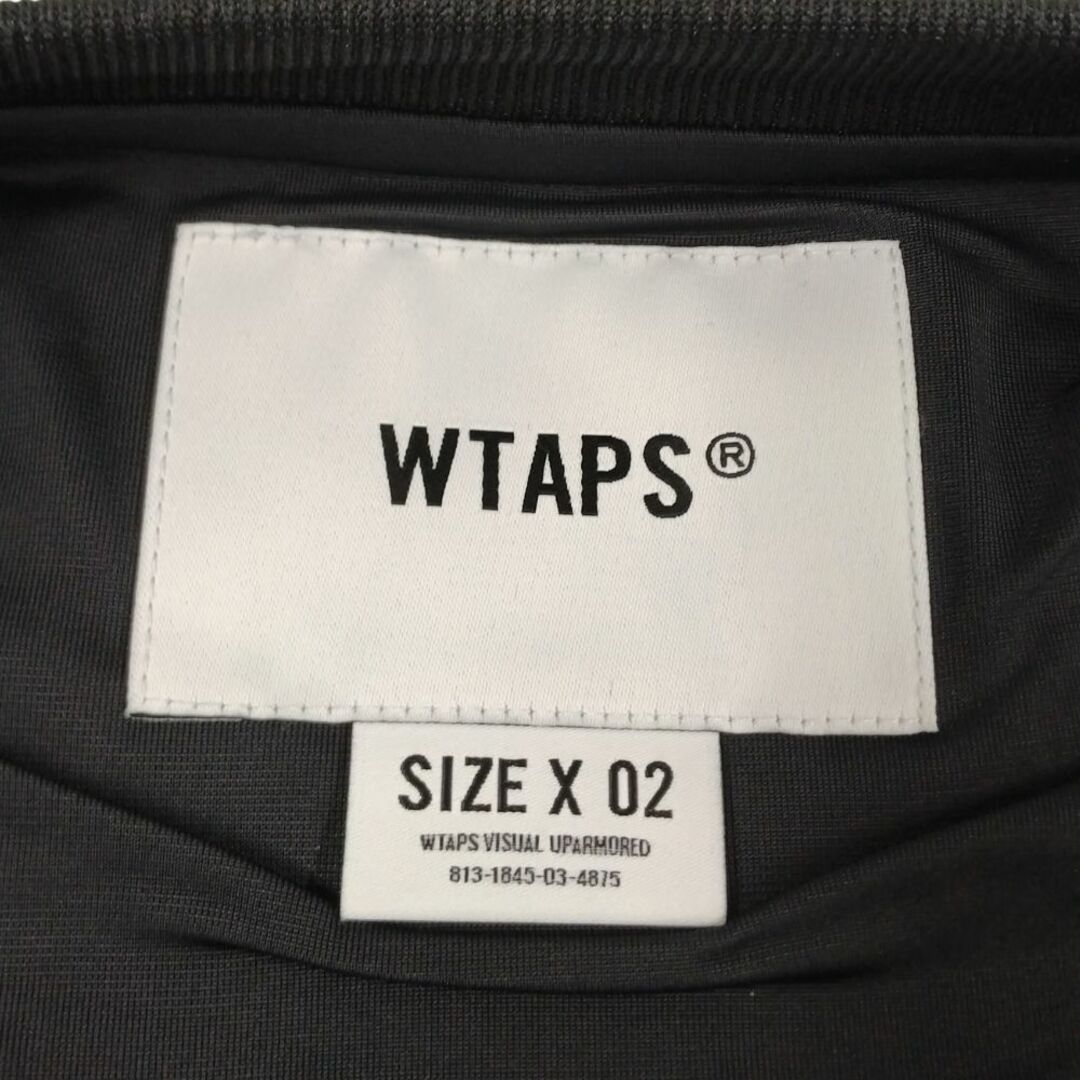 WTAPS®
SIZE X 02
WTAPS VISUAL UPARMORED
813-1845-03-4875